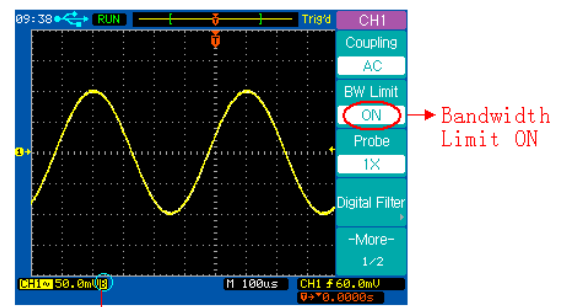 09:38 RUN Trig'd CH1
Coupling
AC
BW Limit
ON
Bandwidth
Limit ON
Probe
1X
Digital Filter
-More-
1/2
1
CH1~ 50.0mV B M 100us CH1 60.0mV
0.0000s